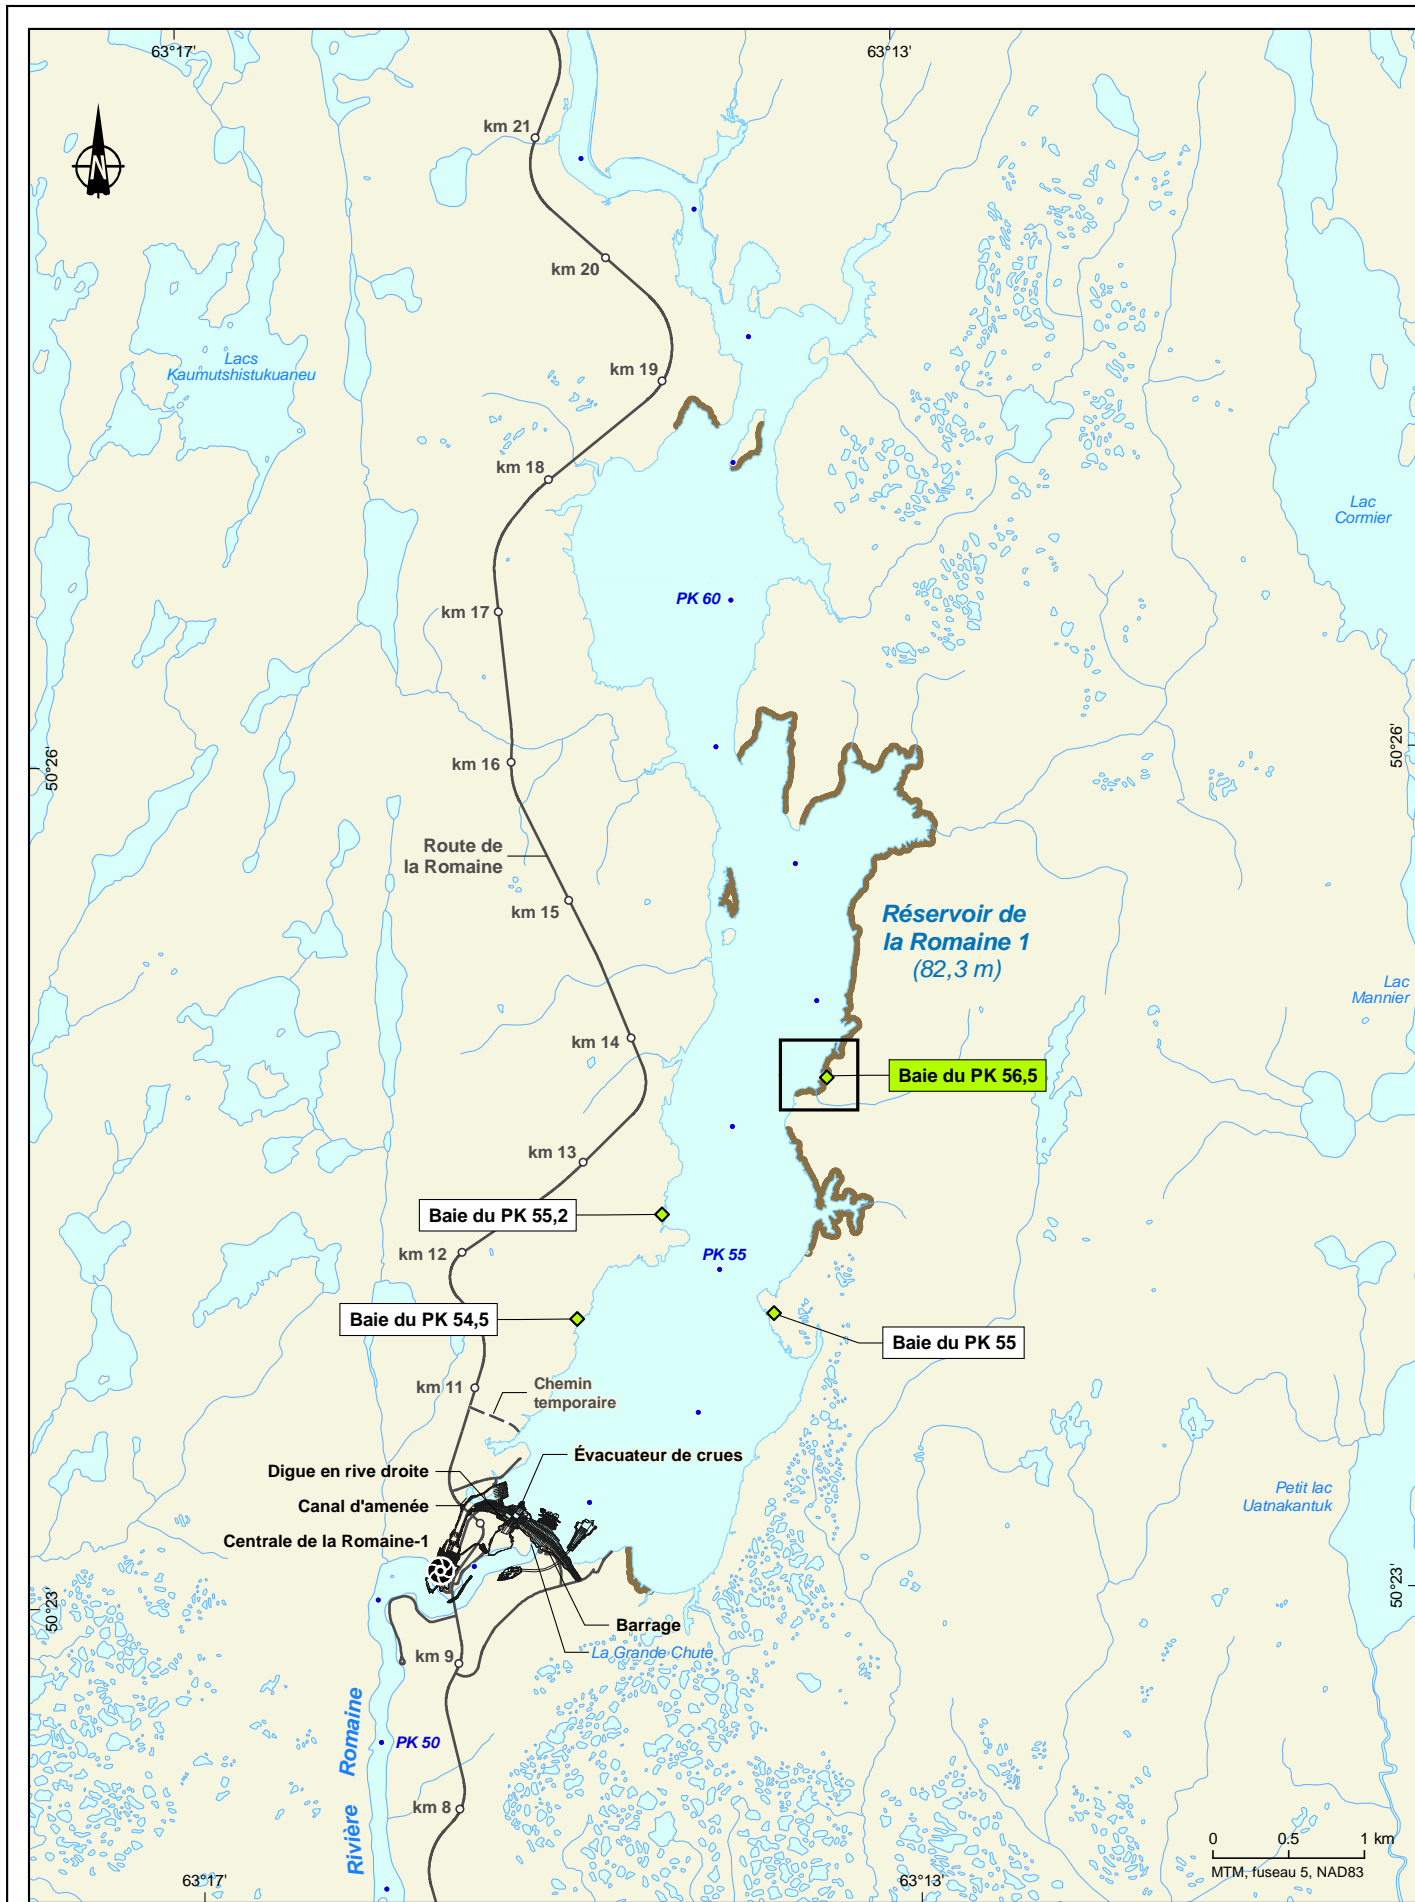 63°17'
63°13'
km 21
N
km 20
Lacs
Kaumutshistukuaneu
km 19
km 18
Lac
Cormier
PK 60
km 17
50°26'
50°26'
km 16
Route de
la Romaine
km 15
Réservoir de
la Romaine 1
(82,3 m)
Lac
Mannier
km 14
Baie du PK 56,5
km 13
Baie du PK 55,2
km 12
PK 55
Baie du PK 54,5
Baie du PK 55
km 11
Chemin
temporaire
Évacuateur de crues
Digue en rive droite
Canal d'amenée
Petit lac
Uatnakantuk
Centrale de la Romaine-1
50°23'
50°23'
Barrage
La Grande Chute
km 9
Rivière Romaine
PK 50
km 8
0 0.5 1 km
MTM, fuseau 5, NAD83
63°17'
63°13'